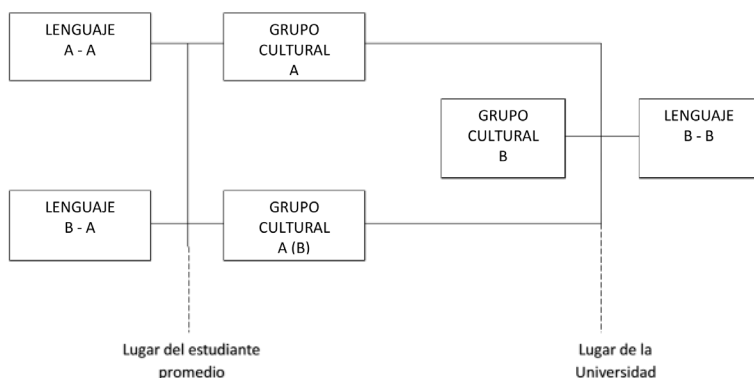 LENGUAJE
A - A
GRUPO
CULTURAL
A
GRUPO
CULTURAL
B
LENGUAJE
B - B
LENGUAJE
B - A
GRUPO
CULTURAL
A (B)
Lugar del estudiante
promedio
Lugar de la
Universidad